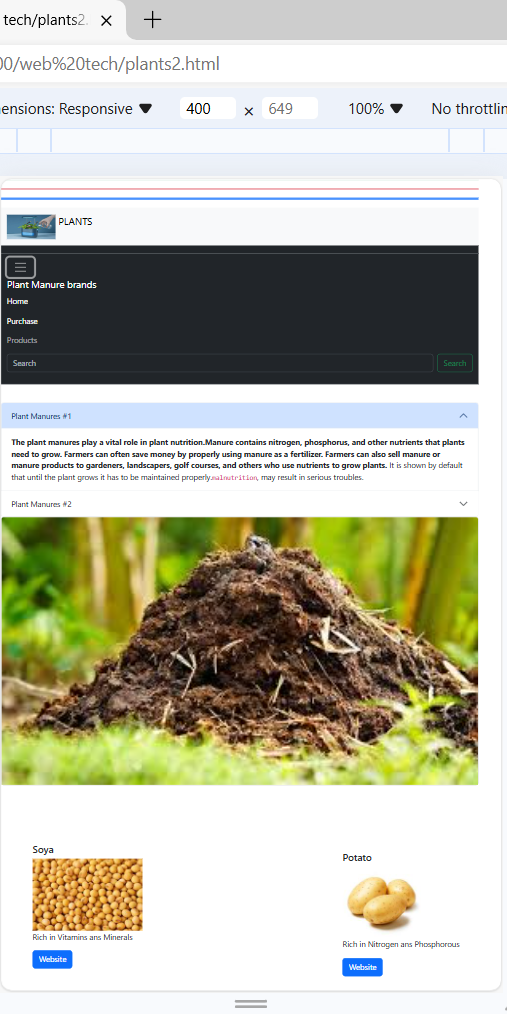 tech/plants2.
00/web%20tech/plants2.html
ensions: Responsive 400 × 649 100% No throttlin
PLANTS
Plant Manure brands
Home
Purchase
Products
Search Search
Plant Manures #1
The plant manures play a vital role in plant nutrition.Manure contains nitrogen, phosphorus, and other nutrients that plants
need to grow. Farmers can often save money by properly using manure as a fertilizer. Farmers can also sell manure or
manure products to gardeners, landscapers, golf courses, and others who use nutrients to grow plants. It is shown by default
that until the plant grows it has to be maintained properly.malnutrition, may result in serious troubles.
Plant Manures #2
Soya
Potato
Rich in Vitamins ans Minerals
Rich in Nitrogen ans Phosphorous
Website
Website